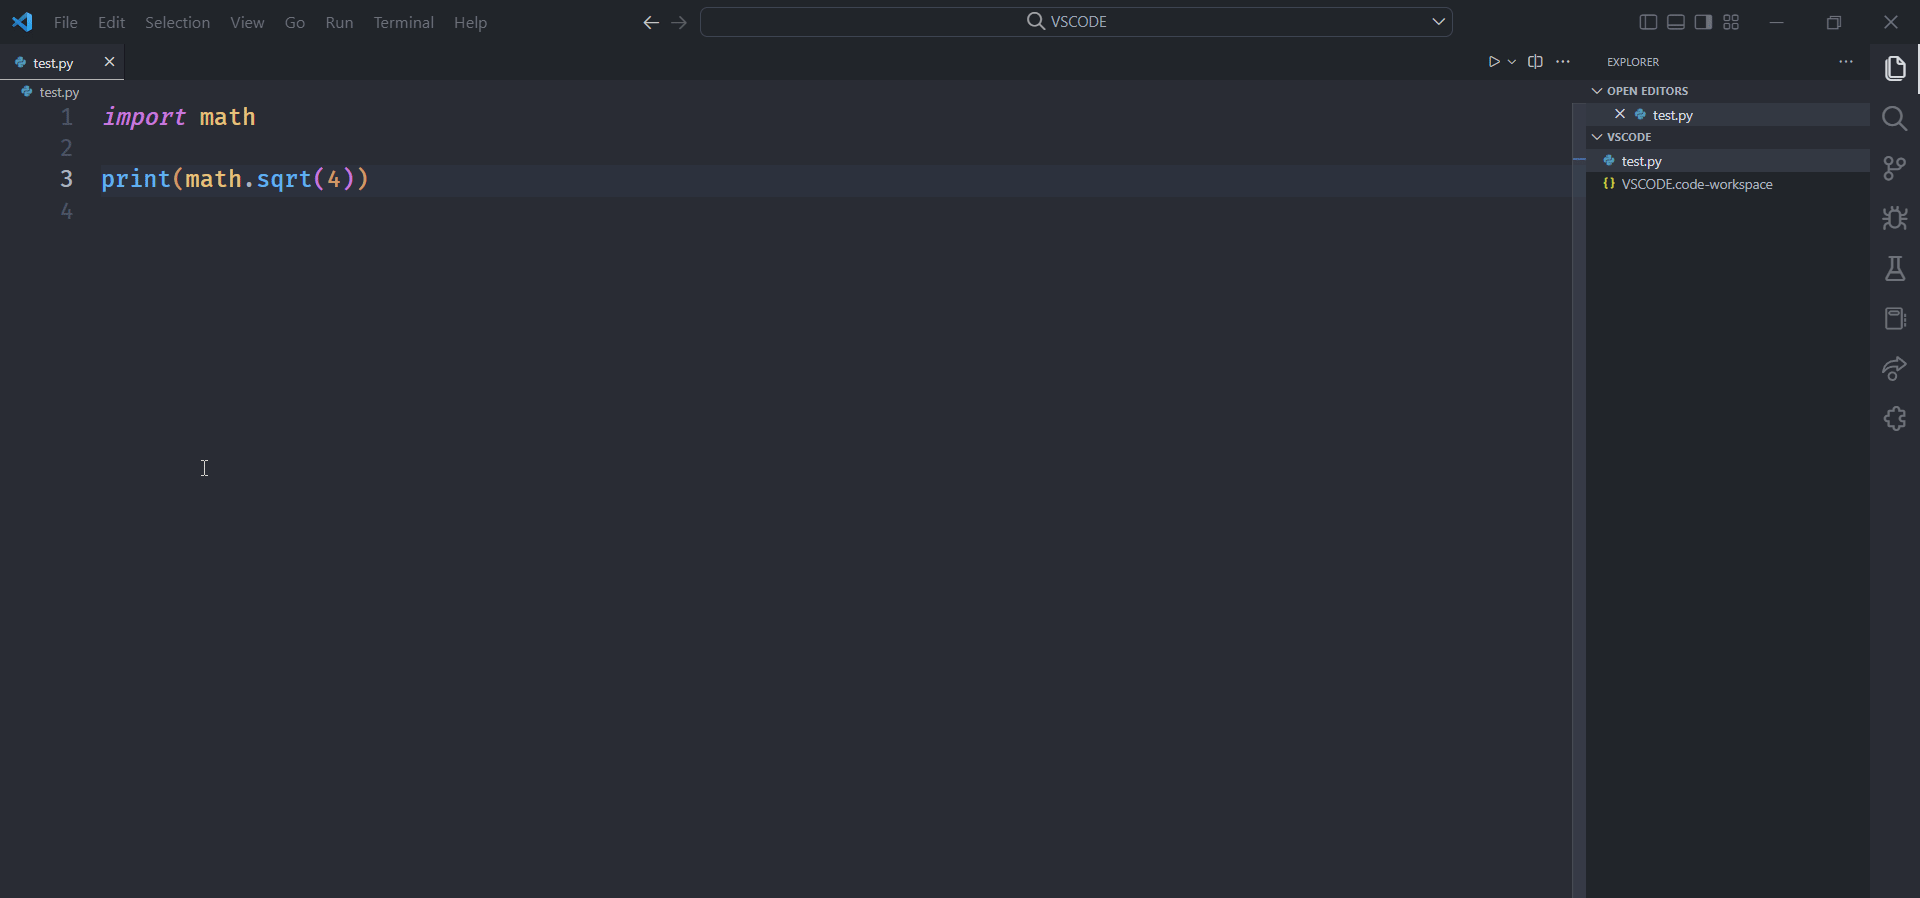 File Edit Selection View Go Run Terminal Help
VSCODE
test.py
EXPLORER
test.py
1 import math
2
3 print(math.sqrt(4))
4
OPEN EDITORS
test.py
VSCODE
test.py
{} VSCODE.code-workspace